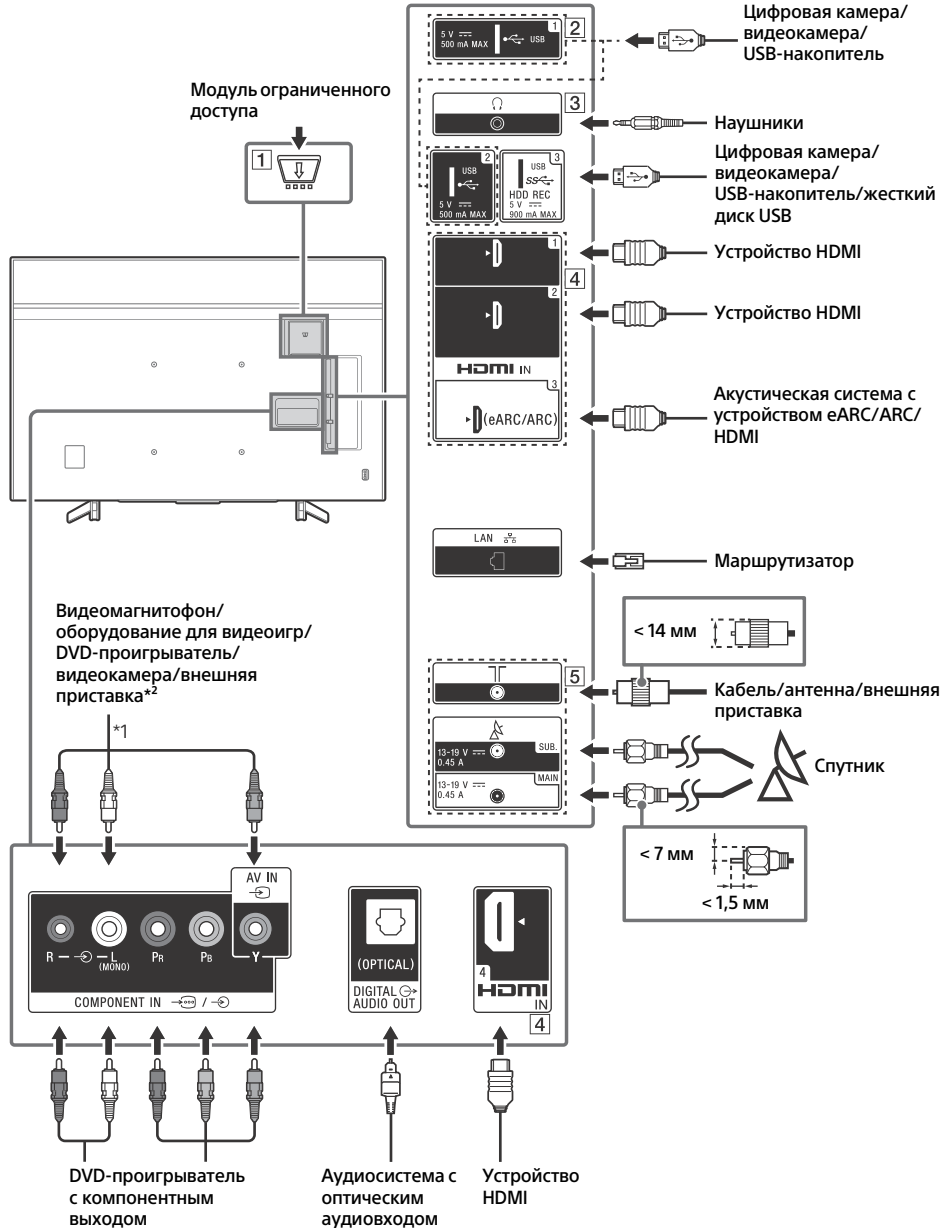 Цифровая камера/
видеокамера/
USB-накопитель
1
5 V
500 mA MAX
USB
2
Модуль ограниченного
доступа
1
3
Наушники
Цифровая камера/
видеокамера/
USB-накопитель/жесткий
диск USB
2
USB
5 V
500 mA MAX
3
USB
SS
HDD REC
5 V
900 mA MAX
1
Устройство HDMI
4
2
Устройство HDMI
HDMI IN
3
(eARC/ARC)
Акустическая система с
устройством eARC/ARC/
HDMI
LAN
Маршрутизатор
Видеомагнитофон/
оборудование для видеоигр/
DVD-проигрыватель/
видеокамера/внешняя
приставка*2
*1
< 14 мм
5
Кабель/антенна/внешняя
приставка
13-19 V
0.45 A
SUB.
13-19 V
0.45 A
MAIN
Спутник
< 7 мм
< 1,5 мм
AV IN
R
L
(MONO)
PR
PB
Y
COMPONENT IN /
(OPTICAL)
DIGITAL
AUDIO OUT
4
HDMI
IN
4
DVD-проигрыватель
с компонентным
выходом
Аудиосистема с
оптическим
аудиовходом
Устройство
HDMI